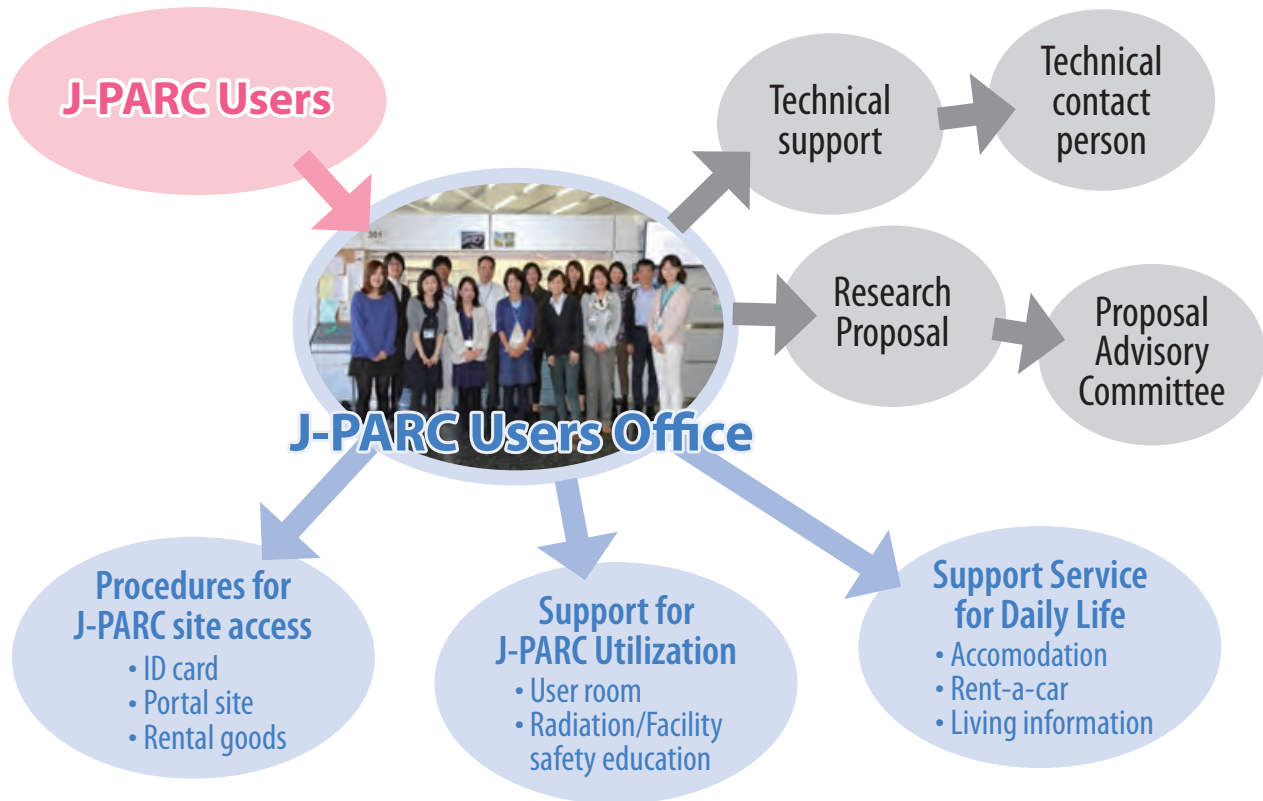 J-PARC Users
Technical
support
Technical
contact
person
301
Research
Proposal
Proposal
Advisory
Committee
J-PARC Users Office
Procedures for
J-PARC site access
• ID card
• Portal site
• Rental goods
Support for
J-PARC Utilization
• User room
• Radiation/Facility
safety education
Support Service
for Daily Life
• Accomodation
• Rent-a-car
• Living information